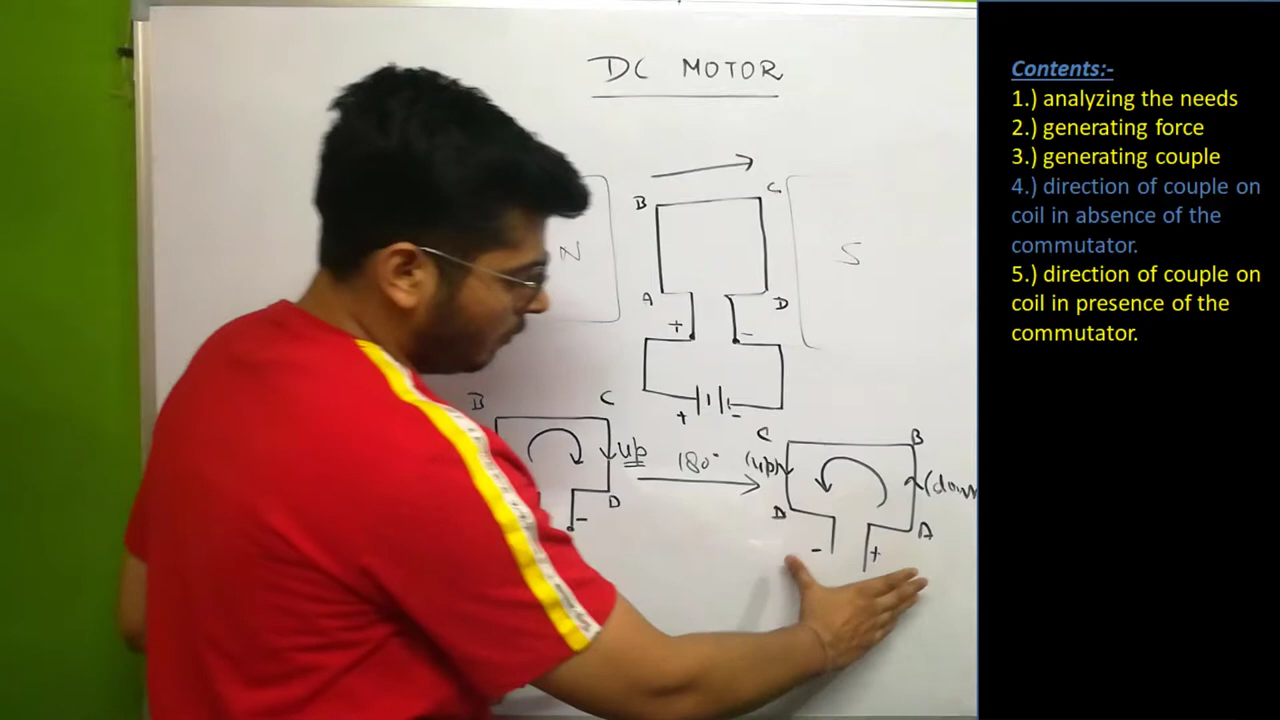 DC MOTOR
B
C
N
S
A
D
+
-
+
-
B
C
up
D
-
180°
C
B
(up)
(down
D
A
-
+
Contents:-
1.) analyzing the needs
2.) generating force
3.) generating couple
4.) direction of couple on
coil in absence of the
commutator.
5.) direction of couple on
coil in presence of the
commutator.